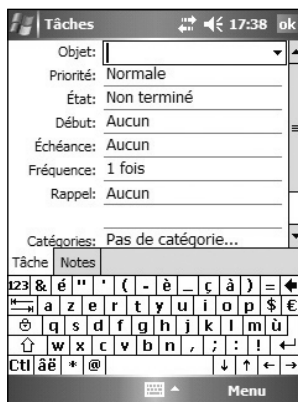 Tâches 17:38 ok
Objet:
Priorité: Normale
État: Non terminé
Début: Aucun
Échéance: Aucun
Fréquence: 1 fois
Rappel: Aucun
Catégories: Pas de catégorie...
Tâche Notes
123 & é " ' ( - è _ ç à ) =
a z e r t y u i o p $ €
q s d f g h j k l m ù
w x c v b n , ; : !
Ctl âë * @
Menu